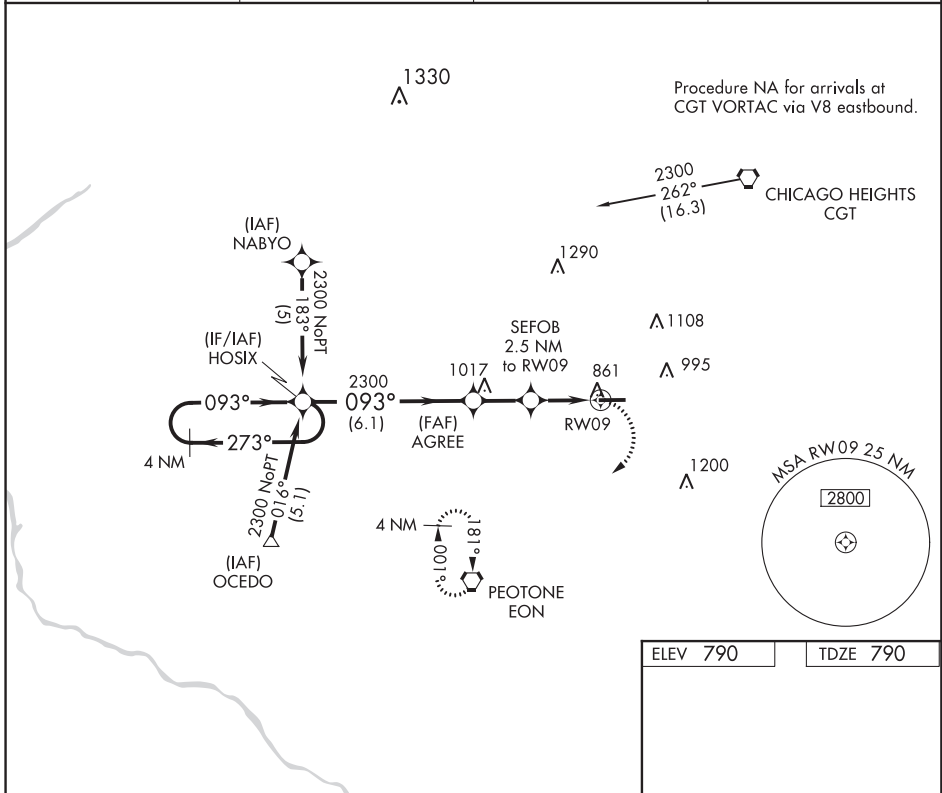 1330
Procedure NA for arrivals at
CGT VORTAC via V8 eastbound.
2300
262°
(16.3)
CHICAGO HEIGHTS
CGT
(IAF)
NABYO
2300 NoPT
183°
(5)
1290
(IF/IAF)
HOSIX
SEFOB
2.5 NM
to RW09
1108
995
093°
2300
093°
(6.1)
1017
(FAF)
AGREE
861
RW09
273°
4 NM
2300 NoPT
016°
(5.1)
(IAF)
OCEDO
1200
MSA RW09 25 NM
2800
4 NM
181°
001°
PEOTONE
EON
ELEV 790
TDZE 790